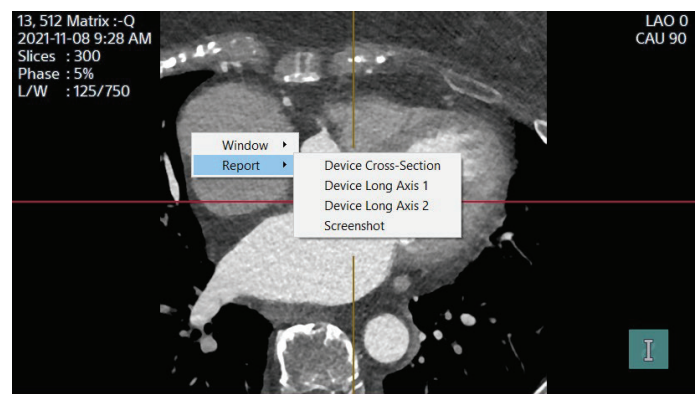 13, 512 Matrix :-Q
2021-11-08 9:28 AM
Slices : 300
Phase : 5%
L/W : 125/750
LAO 0
CAU 90
Window
Report
Device Cross-Section
Device Long Axis 1
Device Long Axis 2
Screenshot
I